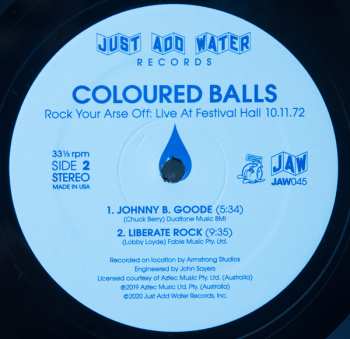 JUST ADD WATER
RECORDS
COLOURED BALLS
Rock Your Arse Off: Live At Festival Hall 10.11.72
33⅓ rpm
SIDE 2
STEREO
MADE IN USA
JAW
JAW045
1. JOHNNY B. GOODE (5:34)
(Chuck Berry) Dualtone Music BMI
2. LIBERATE ROCK (9:35)
(Lobby Loyde) Fable Music Pty. Ltd.
Recorded on location by Armstrong Studios
Engineered by John Sayers
Licensed courtesy of Aztec Music Pty. Ltd. (Australia)
℗2019 Aztec Music Ltd. Pty. (Australia)
©2020 Just Add Water Records, Inc.